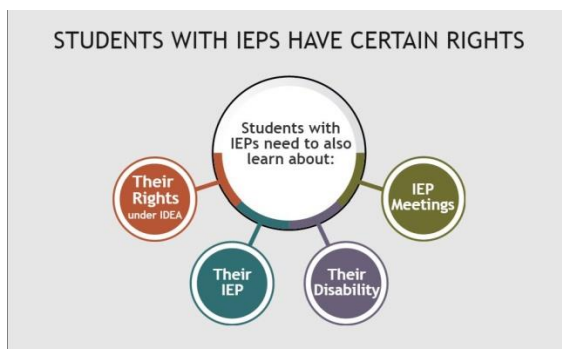 STUDENTS WITH IEPS HAVE CERTAIN RIGHTS
Students with
IEPs need to also
learn about:
Their
Rights
under IDEA
Their
IEP
Their
Disability
IEP
Meetings